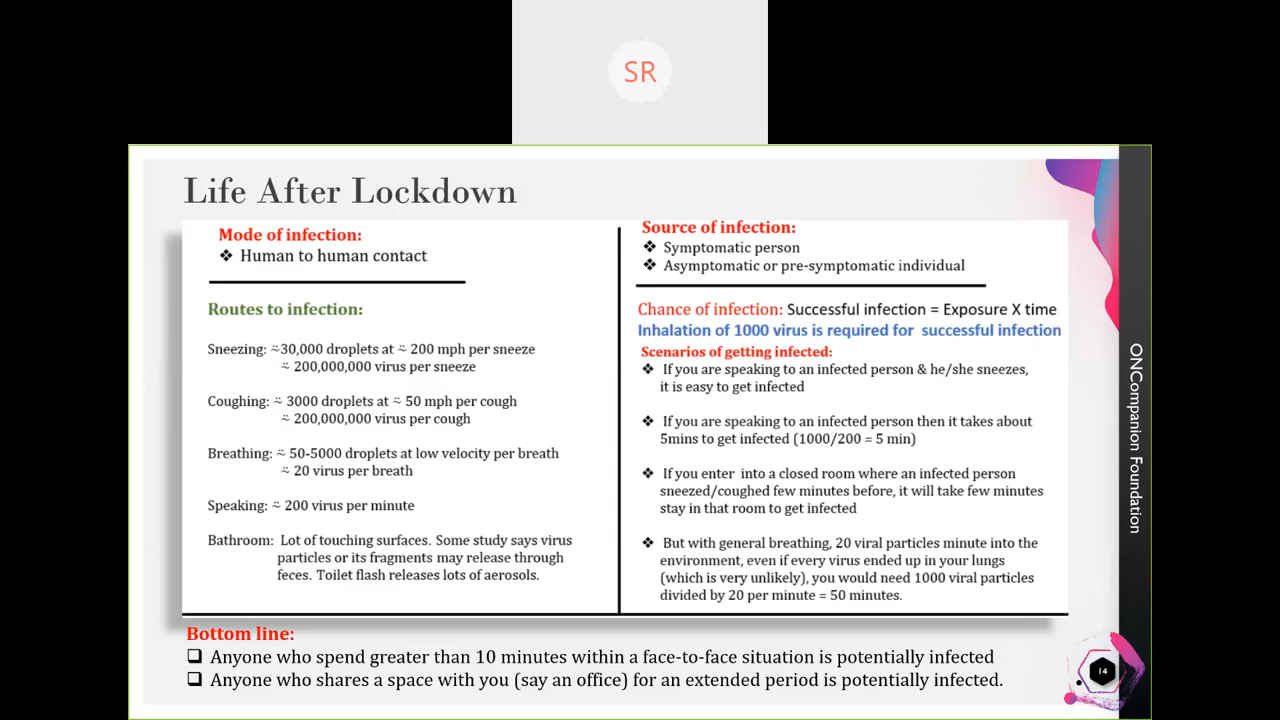 SR
Life After Lockdown
Mode of infection:
❖ Human to human contact
Routes to infection:
Sneezing: ≈30,000 droplets at ≈ 200 mph per sneeze
≈ 200,000,000 virus per sneeze
Coughing: ≈ 3000 droplets at ≈ 50 mph per cough
≈ 200,000,000 virus per cough
Breathing: ≈ 50-5000 droplets at low velocity per breath
≈ 20 virus per breath
Speaking: ≈ 200 virus per minute
Bathroom: Lot of touching surfaces. Some study says virus
particles or its fragments may release through
feces. Toilet flash releases lots of aerosols.
Source of infection:
❖ Symptomatic person
❖ Asymptomatic or pre-symptomatic individual
Chance of infection: Successful infection = Exposure X time
Inhalation of 1000 virus is required for successful infection
Scenarios of getting infected:
❖ If you are speaking to an infected person & he/she sneezes,
it is easy to get infected
❖ If you are speaking to an infected person then it takes about
5mins to get infected (1000/200 = 5 min)
❖ If you enter into a closed room where an infected person
sneezed/coughed few minutes before, it will take few minutes
stay in that room to get infected
❖ But with general breathing, 20 viral particles minute into the
environment, even if every virus ended up in your lungs
(which is very unlikely), you would need 1000 viral particles
divided by 20 per minute = 50 minutes.
Bottom line:
❑ Anyone who spend greater than 10 minutes within a face-to-face situation is potentially infected
❑ Anyone who shares a space with you (say an office) for an extended period is potentially infected.
ONCompanion Foundation
14